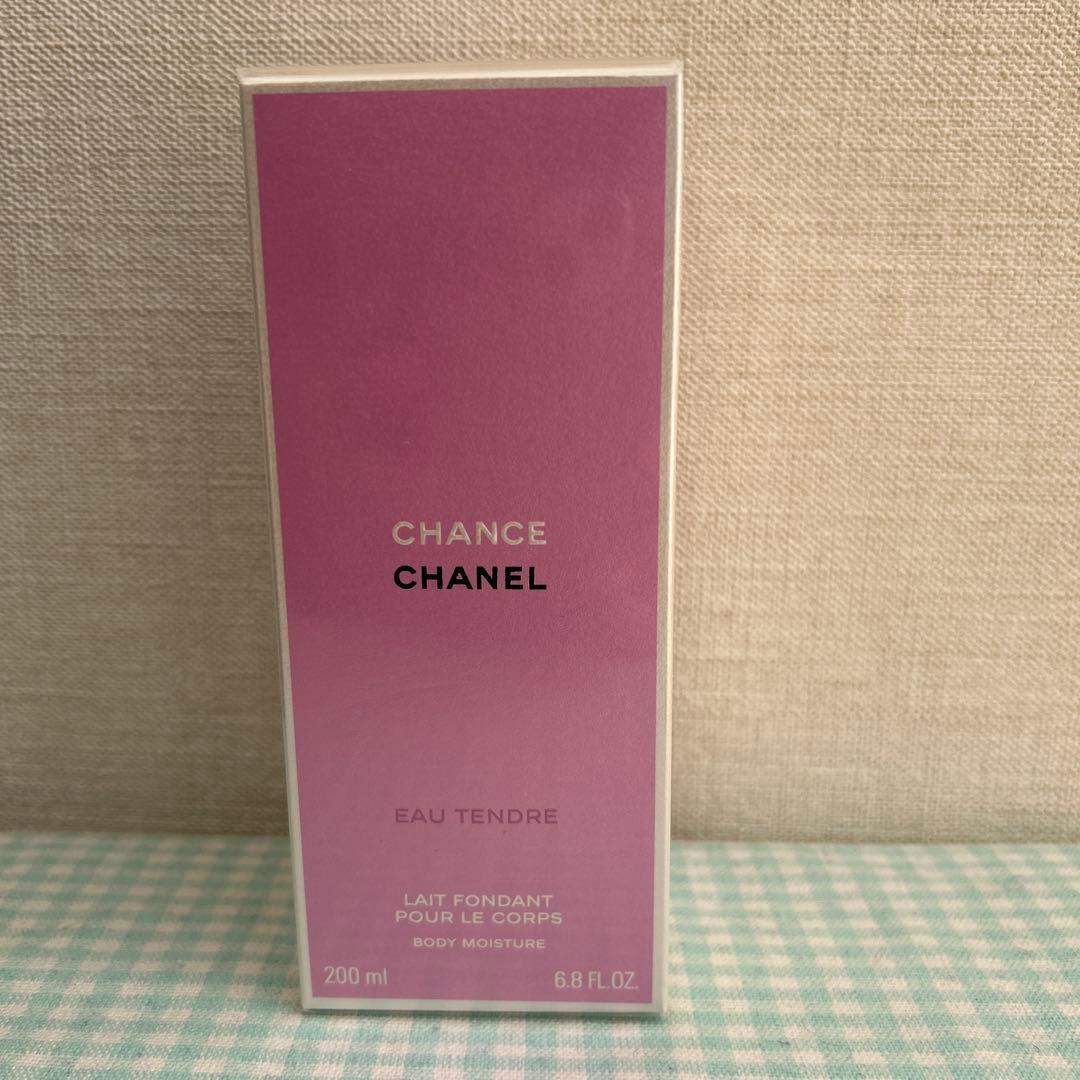 CHANCE
CHANEL
EAU TENDRE
LAIT FONDANT
POUR LE CORPS
BODY MOISTURE
200 ml 6.8 FL.OZ.